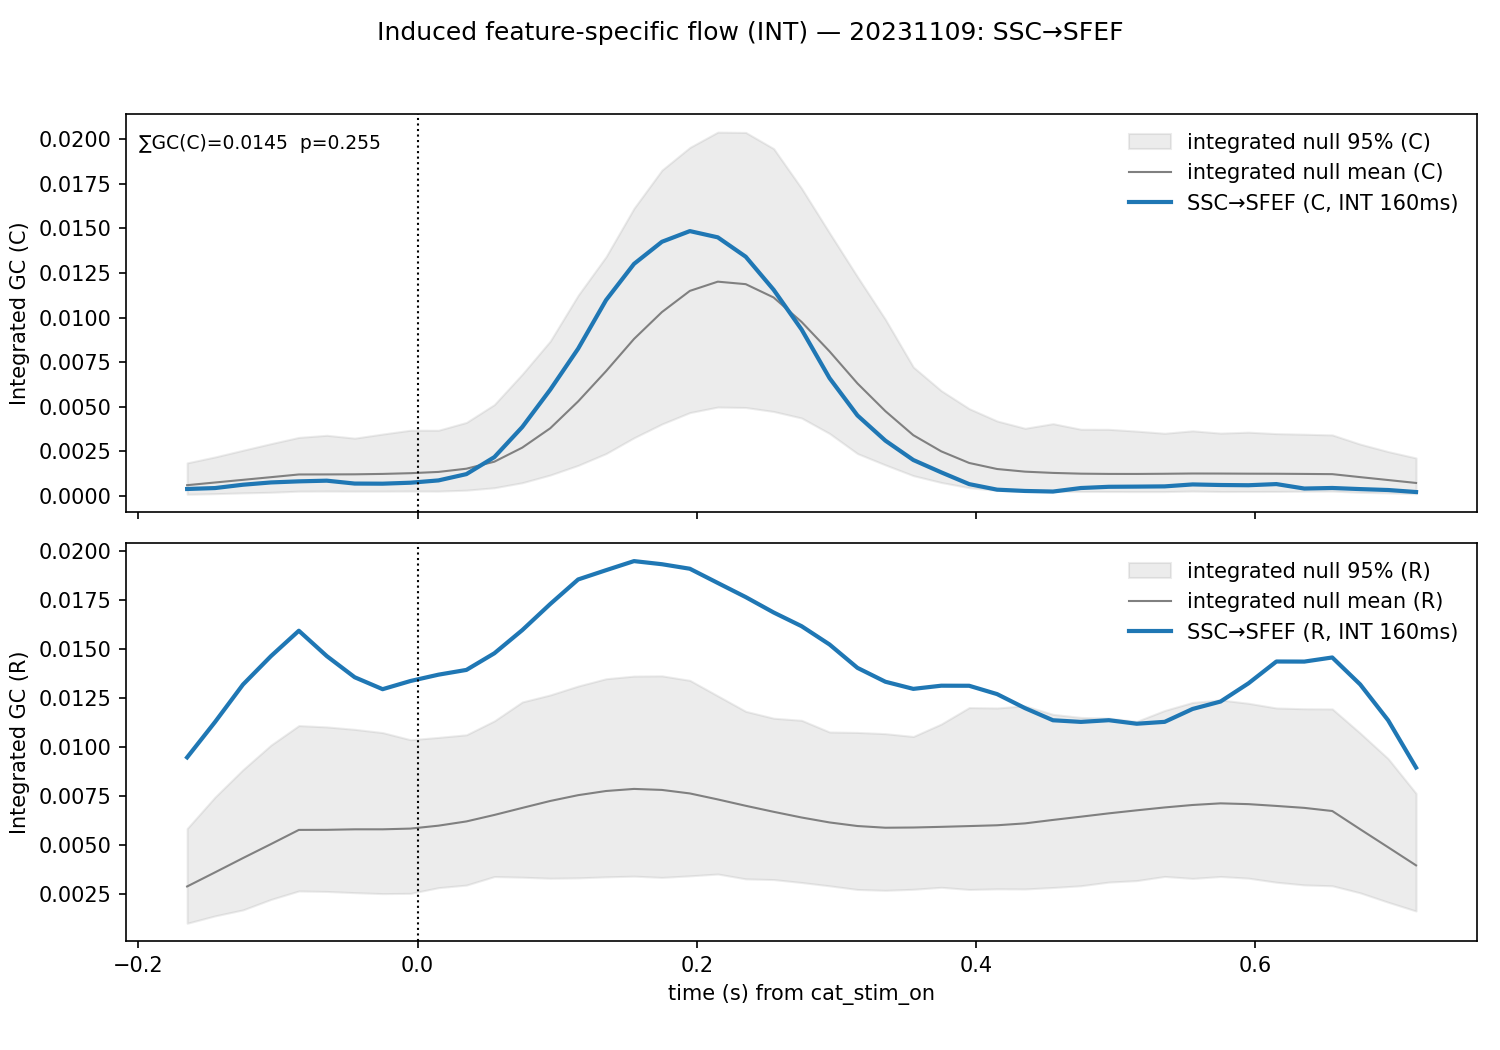 Induced feature-specific flow (INT) — 20231109: SSC→SFEF
Integrated GC (C)
0.0200
0.0175
0.0150
0.0125
0.0100
0.0075
0.0050
0.0025
0.0000
∑GC(C)=0.0145  p=0.255
integrated null 95% (C)
integrated null mean (C)
SSC→SFEF (C, INT 160ms)
Integrated GC (R)
0.0200
0.0175
0.0150
0.0125
0.0100
0.0075
0.0050
0.0025
integrated null 95% (R)
integrated null mean (R)
SSC→SFEF (R, INT 160ms)
−0.2 0.0 0.2 0.4 0.6
time (s) from cat_stim_on